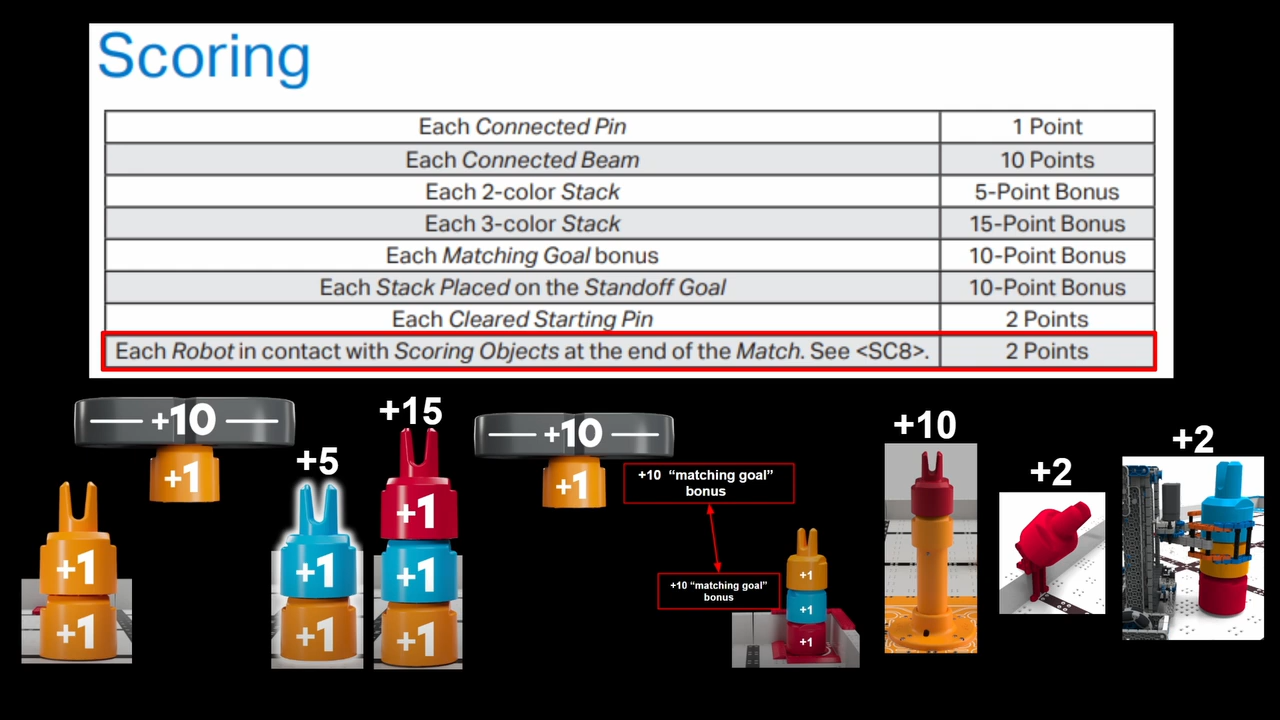 Scoring
Each Connected Pin 1 Point
Each Connected Beam 10 Points
Each 2-color Stack 5-Point Bonus
Each 3-color Stack 15-Point Bonus
Each Matching Goal bonus 10-Point Bonus
Each Stack Placed on the Standoff Goal 10-Point Bonus
Each Cleared Starting Pin 2 Points
Each Robot in contact with Scoring Objects at the end of the Match. See <SC8>. 2 Points
+10
+1
+1
+1
+5
+1
+1
+15
+1
+1
+1
+10
+1
+10 "matching goal"
bonus
+10 "matching goal"
bonus
+1
+1
+1
+10
+2
+2